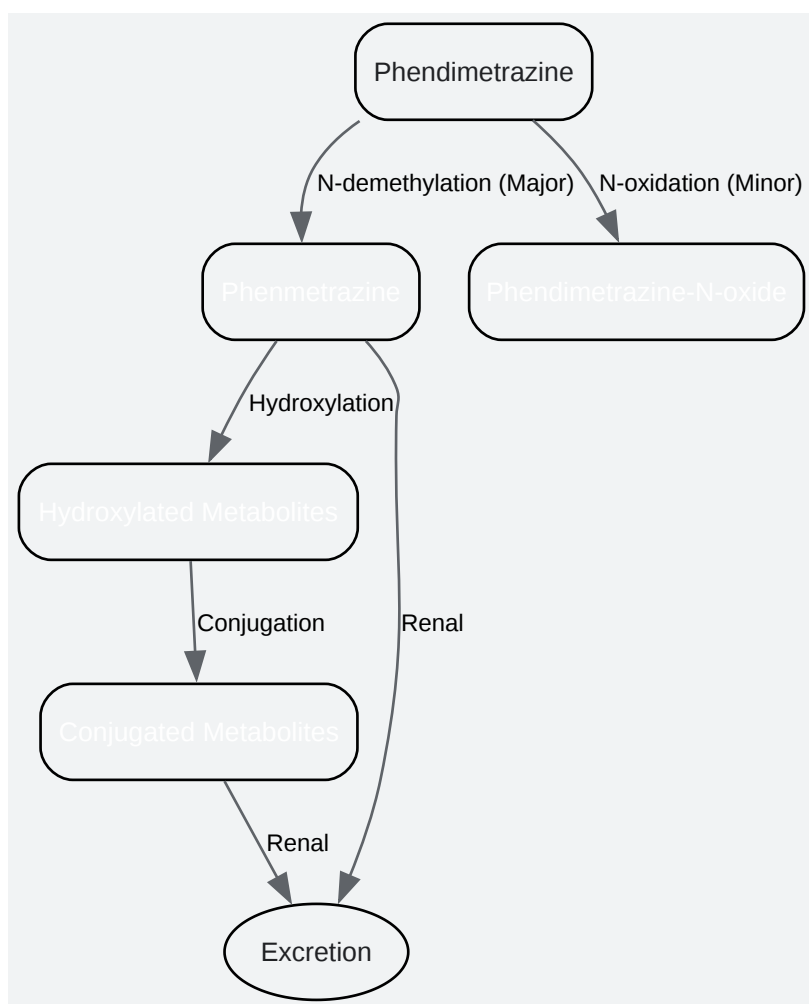 Phendimetrazine
N-demethylation (Major)
N-oxidation (Minor)
Phenmetrazine
Phendimetrazine-N-oxide
Hydroxylation
Hydroxylated Metabolites
Conjugation
Renal
Conjugated Metabolites
Renal
Excretion